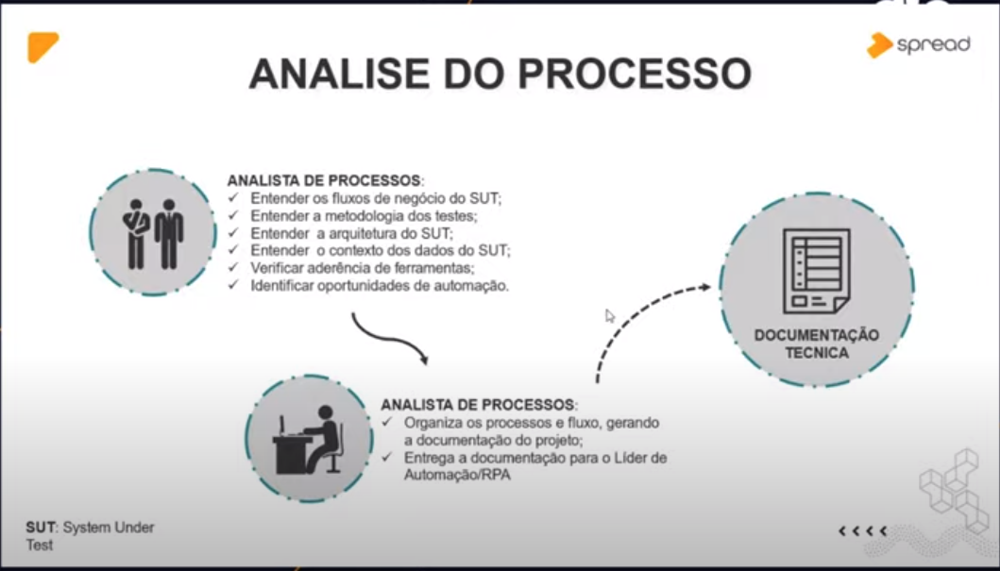 spread
ANALISE DO PROCESSO
ANALISTA DE PROCESSOS:
✓ Entender os fluxos de negócio do SUT;
✓ Entender a metodologia dos testes;
✓ Entender a arquitetura do SUT;
✓ Entender o contexto dos dados do SUT;
✓ Verificar aderência de ferramentas;
✓ Identificar oportunidades de automação.
DOCUMENTAÇÃO
TECNICA
ANALISTA DE PROCESSOS:
✓ Organiza os processos e fluxo, gerando
a documentação do projeto;
✓ Entrega a documentação para o Líder de
Automação/RPA
SUT: System Under
Test